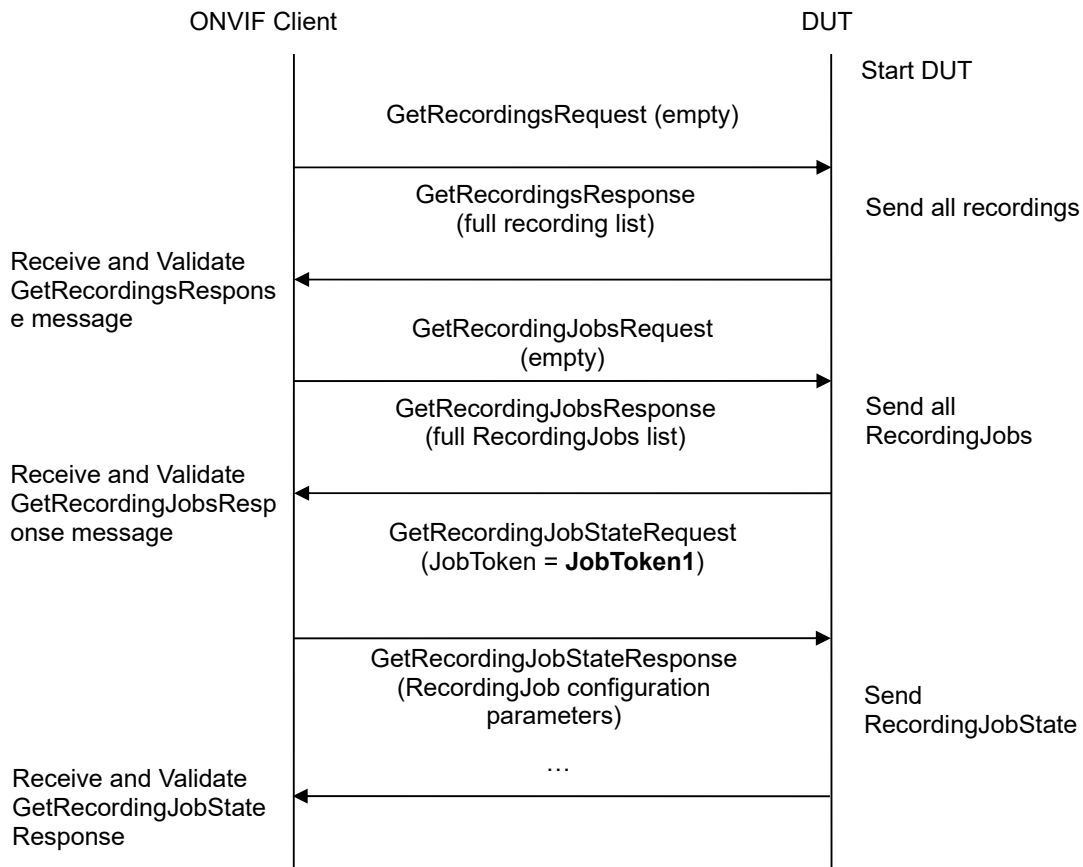 ONVIF Client
DUT
Start DUT
GetRecordingsRequest (empty)
GetRecordingsResponse
(full recording list)
Send all recordings
Receive and Validate
GetRecordingsRespons
e message
GetRecordingJobsRequest
(empty)
GetRecordingJobsResponse
(full RecordingJobs list)
Send all
RecordingJobs
Receive and Validate
GetRecordingJobsResp
onse message
GetRecordingJobStateRequest
(JobToken = JobToken1)
GetRecordingJobStateResponse
(RecordingJob configuration
parameters)
Send
RecordingJobState
…
Receive and Validate
GetRecordingJobState
Response